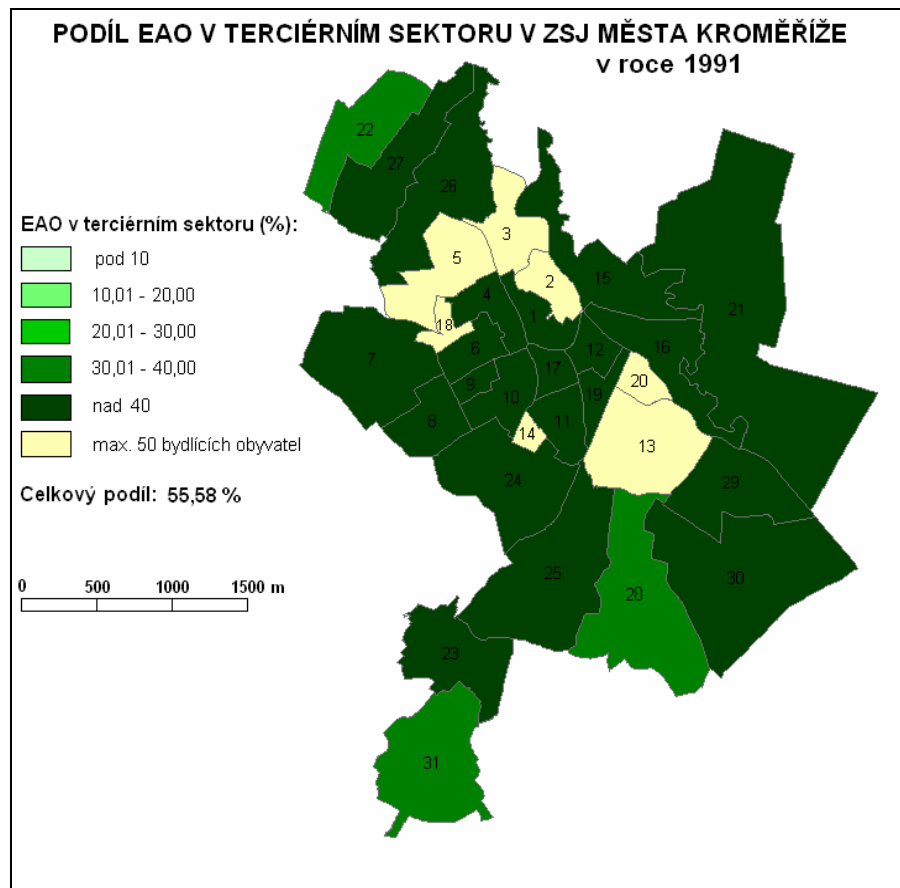 PODÍL EAO V TERCIÉRNÍM SEKTORU V ZSJ MĚSTA KROMĚŘÍŽE
v roce 1991
EAO v terciérním sektoru (%):
pod 10
10,01 - 20,00
20,01 - 30,00
30,01 - 40,00
nad 40
max. 50 bydlících obyvatel
Celkový podíl: 55,58 %
0 500 1000 1500 m
22
27
26
3
5
2
15
4
21
1
18
16
12
6
7
17
20
9
10
19
8
11
14
13
24
29
25
30
28
23
31